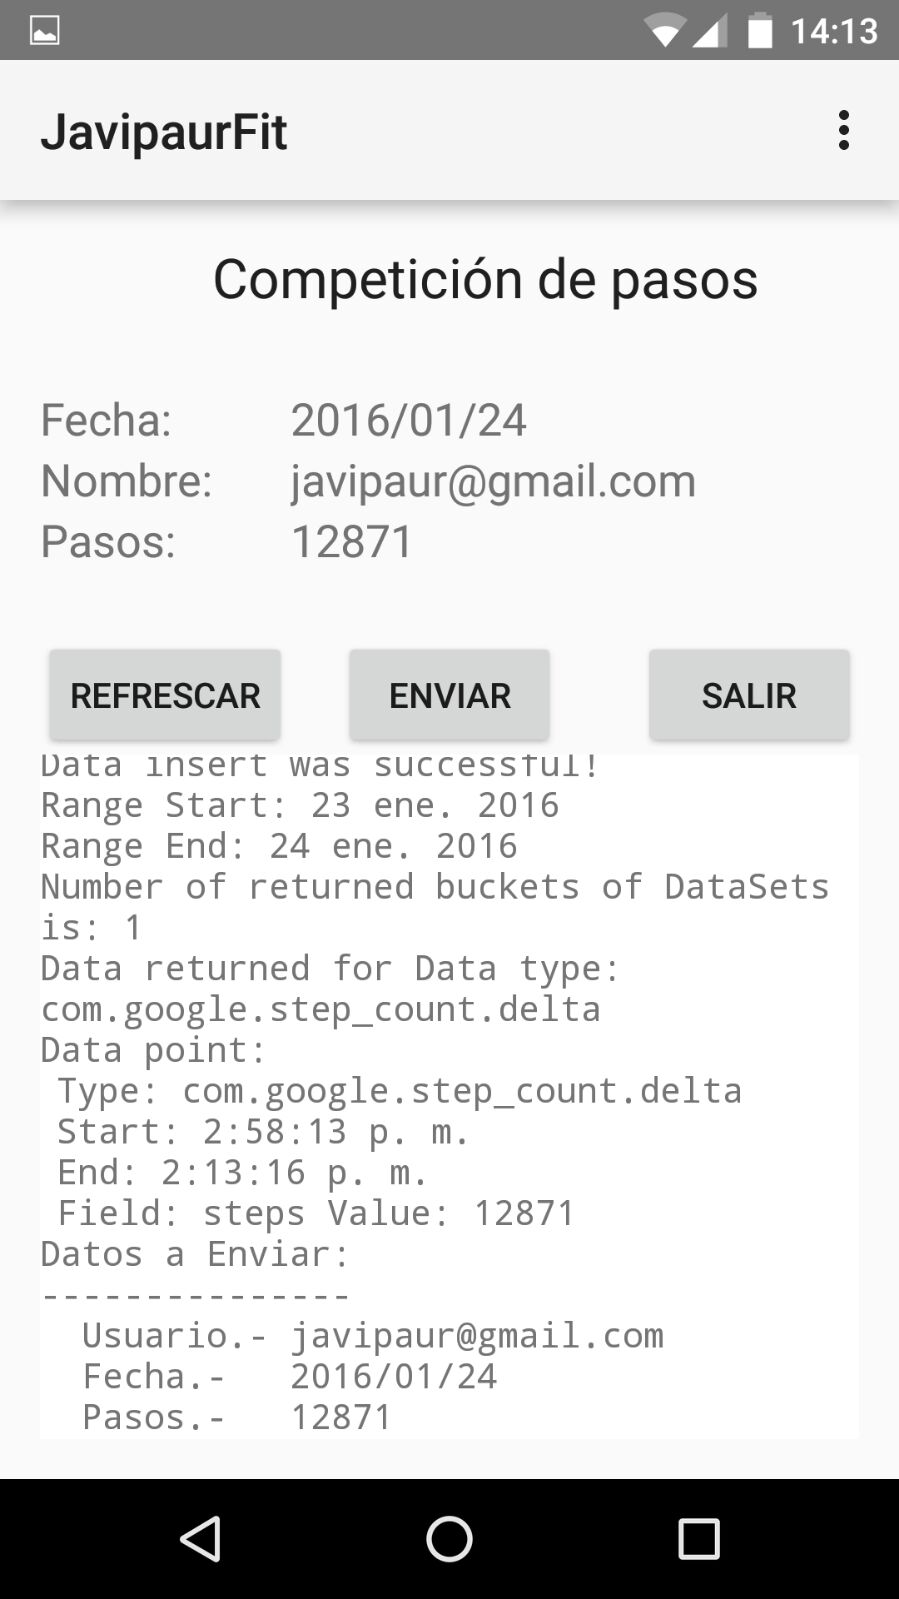 14:13
JavipaurFit
Competición de pasos
Fecha: 2016/01/24
Nombre: javipaur@gmail.com
Pasos: 12871
REFRESCAR ENVIAR SALIR
Data insert was successful!
Range Start: 23 ene. 2016
Range End: 24 ene. 2016
Number of returned buckets of DataSets
is: 1
Data returned for Data type:
com.google.step_count.delta
Data point:
Type: com.google.step_count.delta
Start: 2:58:13 p. m.
End: 2:13:16 p. m.
Field: steps Value: 12871
Datos a Enviar:
---------------
Usuario.- javipaur@gmail.com
Fecha.- 2016/01/24
Pasos.- 12871